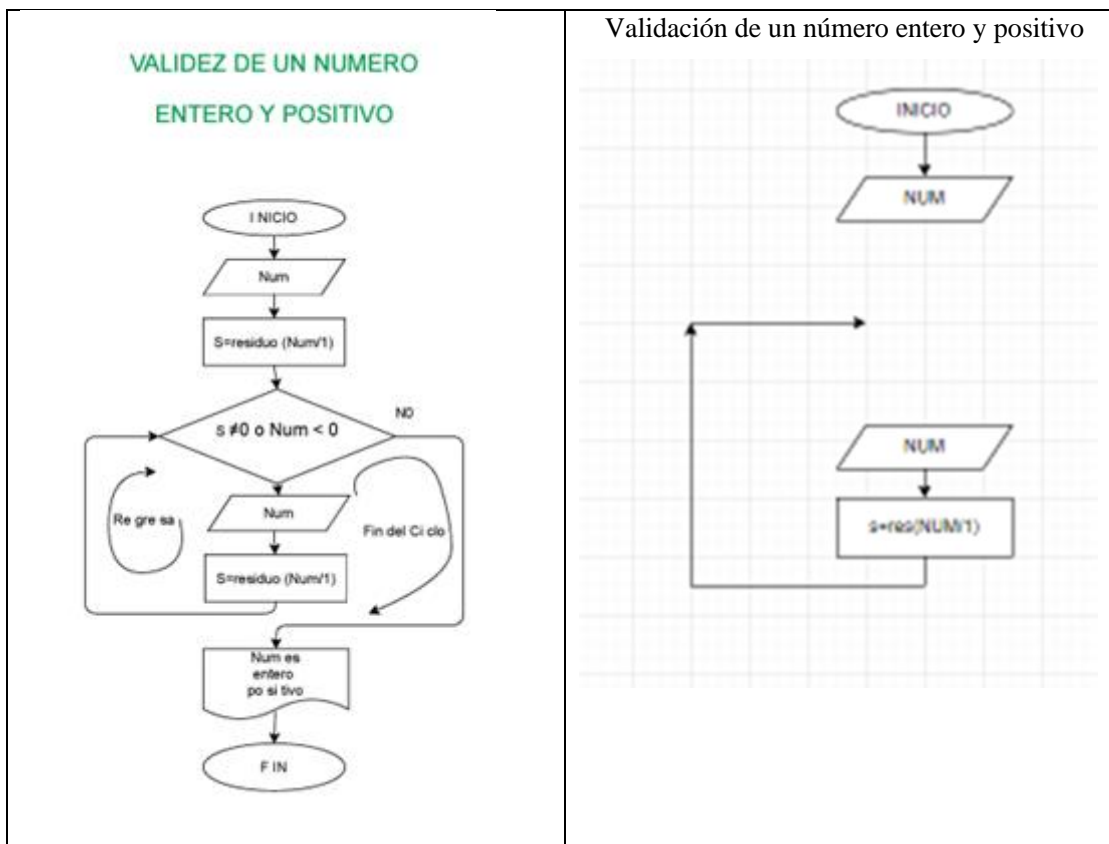 VALIDEZ DE UN NUMERO
ENTERO Y POSITIVO
I NICIO
Num
S=residuo (Num/1)
s ≠0 o Num < 0
N0
Num
Re gre sa
Fin del Ci clo
S=residuo (Num/1)
Num es
entero
po si tivo
F IN
Validación de un número entero y positivo
INICIO
NUM
NUM
s=res(NUM/1)